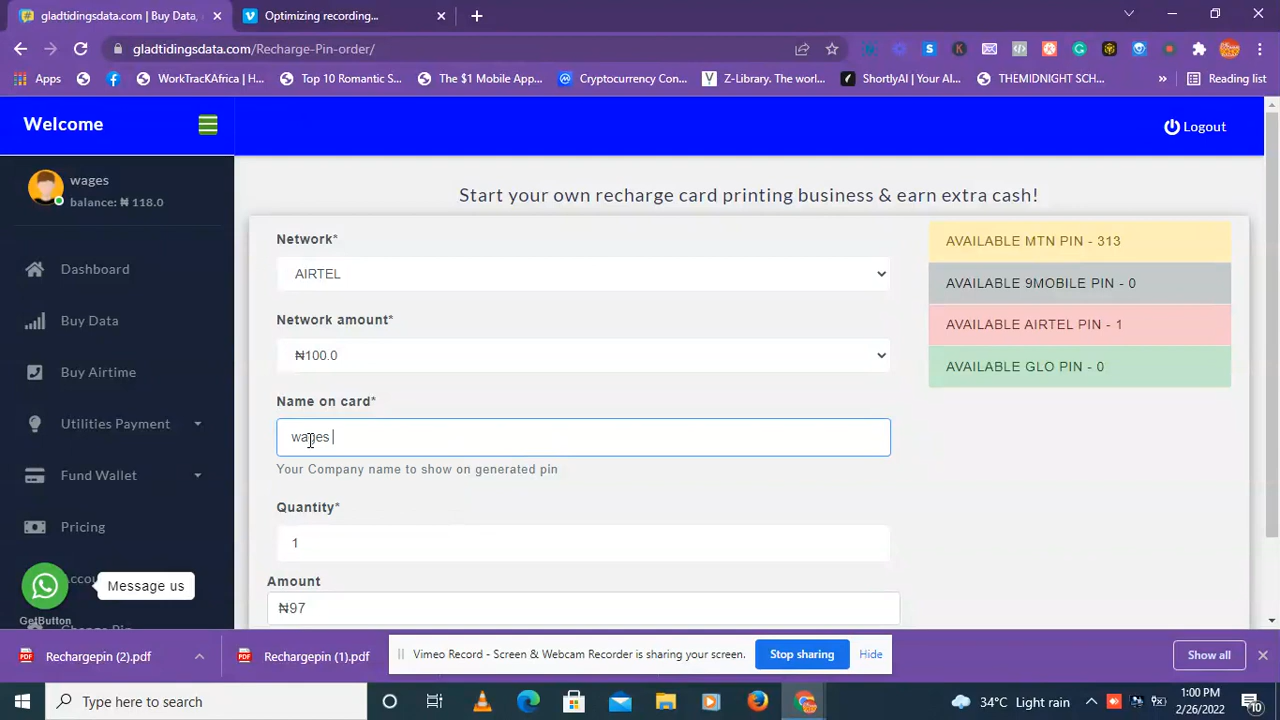 gladtidingsdata.com | Buy Data,
Optimizing recording...
gladtidingsdata.com/Recharge-Pin-order/
Apps
WorkTrackAfrica | H...
Top 10 Romantic S...
The $1 Mobile App...
Cryptocurrency Con...
Z-Library. The worl...
ShortlyAI | Your AI...
THEMIDNIGHT SCH...
»
Reading list
Welcome
Logout
wages
balance: ₦ 118.0
Dashboard
Buy Data
Buy Airtime
Utilities Payment
Fund Wallet
Pricing
Message us
GetButton
Start your own recharge card printing business & earn extra cash!
Network*
AIRTEL
Network amount*
₦100.0
Name on card*
wages
Your Company name to show on generated pin
Quantity*
1
Amount
₦97
AVAILABLE MTN PIN - 313
AVAILABLE 9MOBILE PIN - 0
AVAILABLE AIRTEL PIN - 1
AVAILABLE GLO PIN - 0
Rechargepin (2).pdf
Rechargepin (1).pdf
Vimeo Record - Screen & Webcam Recorder is sharing your screen.
Stop sharing
Hide
Show all
Type here to search
34°C Light rain
1:00 PM
2/26/2022
10